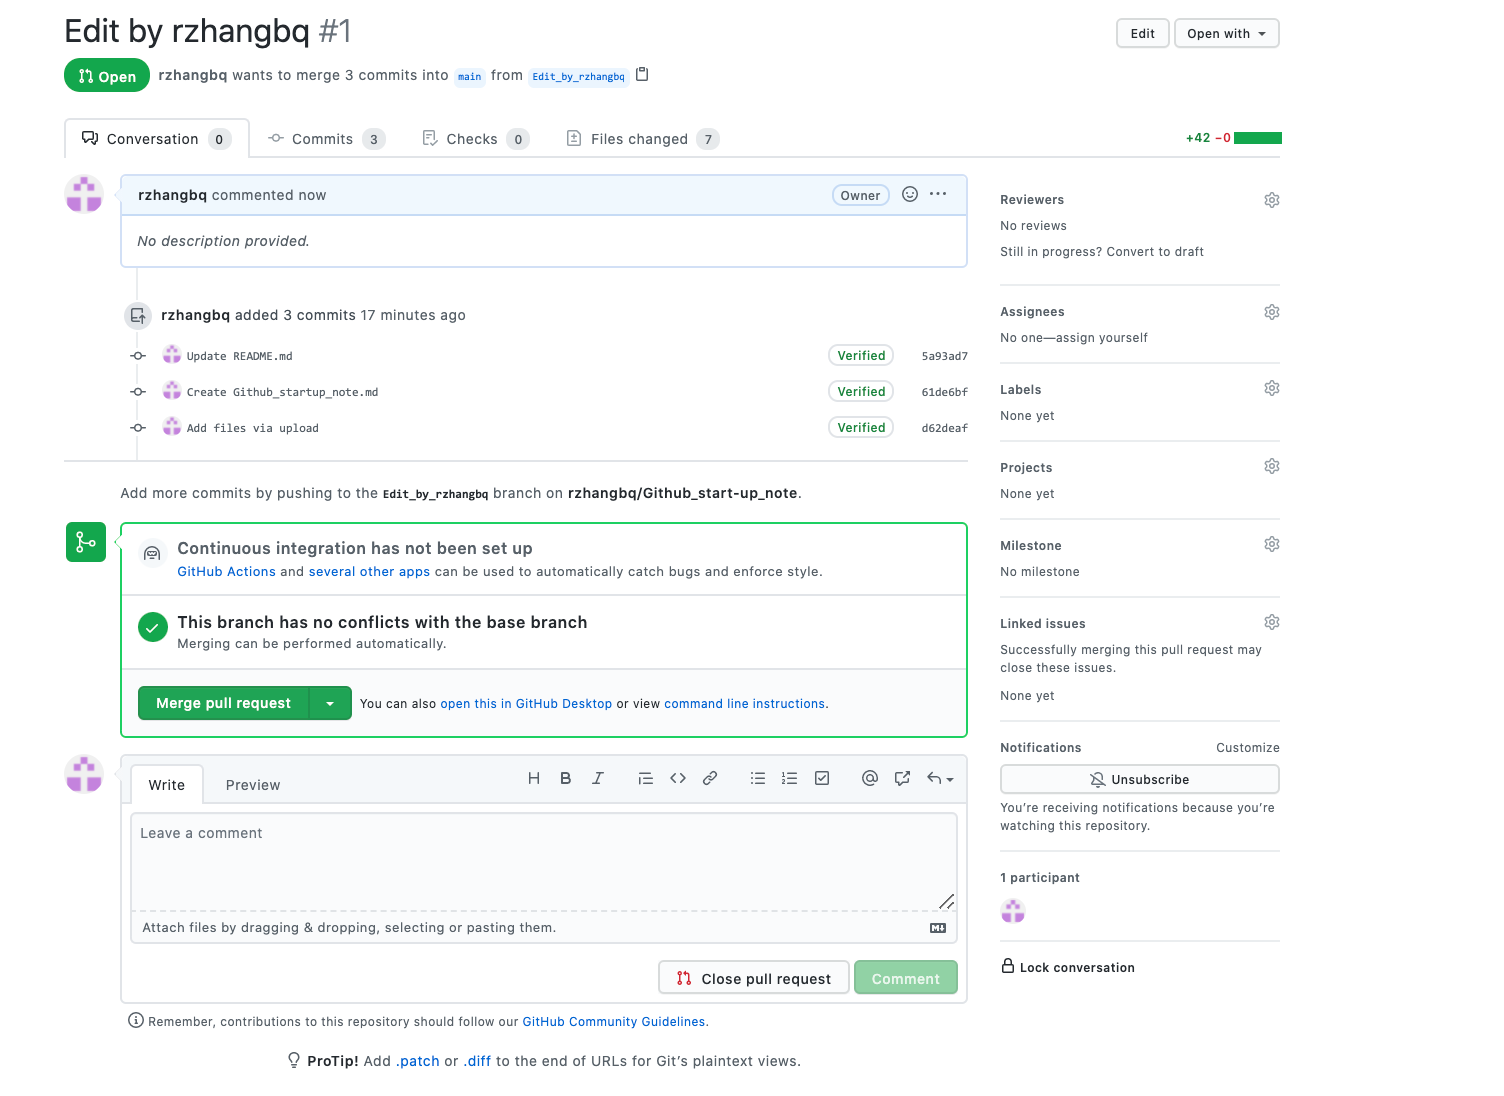 Edit by rzhangbq #1
Edit
Open with
Open
rzhangbq wants to merge 3 commits into main from Edit_by_rzhangbq
Conversation 0
Commits 3
Checks 0
Files changed 7
+42 −0
rzhangbq commented now
Owner
No description provided.
rzhangbq added 3 commits 17 minutes ago
Update README.md Verified 5a93ad7
Create Github_startup_note.md Verified 61de6bf
Add files via upload Verified d62deaf
Add more commits by pushing to the Edit_by_rzhangbq branch on rzhangbq/Github_start-up_note.
Continuous integration has not been set up
GitHub Actions and several other apps can be used to automatically catch bugs and enforce style.
This branch has no conflicts with the base branch
Merging can be performed automatically.
Merge pull request
You can also open this in GitHub Desktop or view command line instructions.
Write
Preview
Leave a comment
Attach files by dragging & dropping, selecting or pasting them.
Close pull request
Comment
Remember, contributions to this repository should follow our GitHub Community Guidelines.
ProTip! Add .patch or .diff to the end of URLs for Git’s plaintext views.
Reviewers
No reviews
Still in progress? Convert to draft
Assignees
No one—assign yourself
Labels
None yet
Projects
None yet
Milestone
No milestone
Linked issues
Successfully merging this pull request may
close these issues.
None yet
Notifications
Customize
Unsubscribe
You’re receiving notifications because you’re
watching this repository.
1 participant
Lock conversation